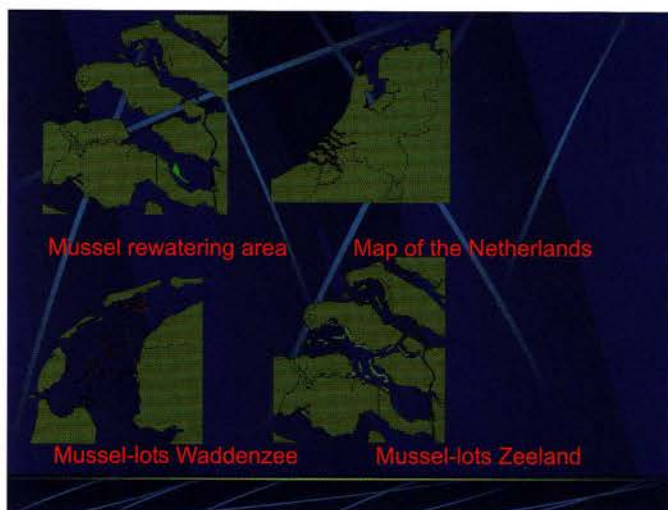 Mussel rewatering area
Map of the Netherlands
Mussel-lots Waddenzee
Mussel-lots Zeeland